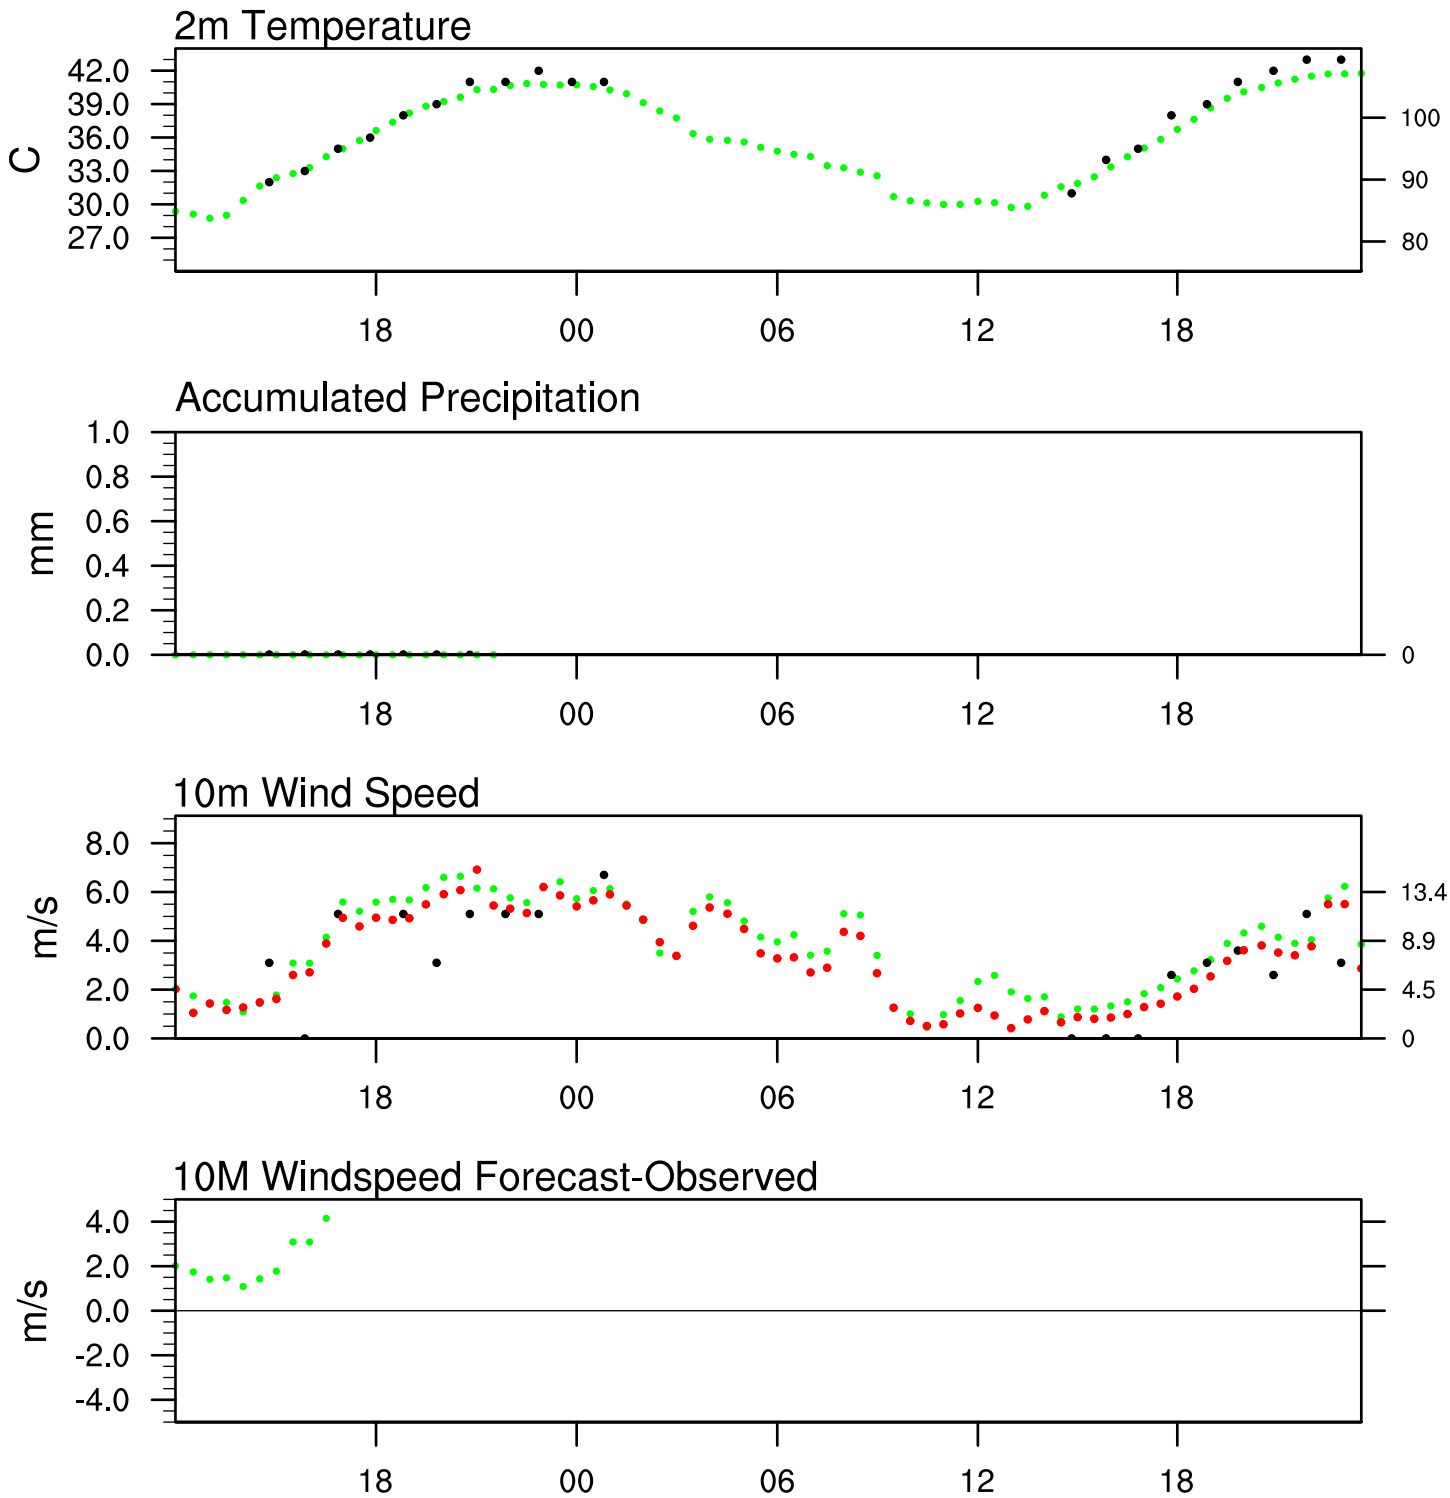 2m Temperature
42.0
39.0
36.0
33.0
30.0
27.0
C
100
90
80
18 00 06 12 18
Accumulated Precipitation
1.0
0.8
0.6
0.4
0.2
0.0
mm
0
18 00 06 12 18
10m Wind Speed
8.0
6.0
4.0
2.0
0.0
m/s
13.4
8.9
4.5
0
18 00 06 12 18
10M Windspeed Forecast-Observed
4.0
2.0
0.0
-2.0
-4.0
m/s
18 00 06 12 18